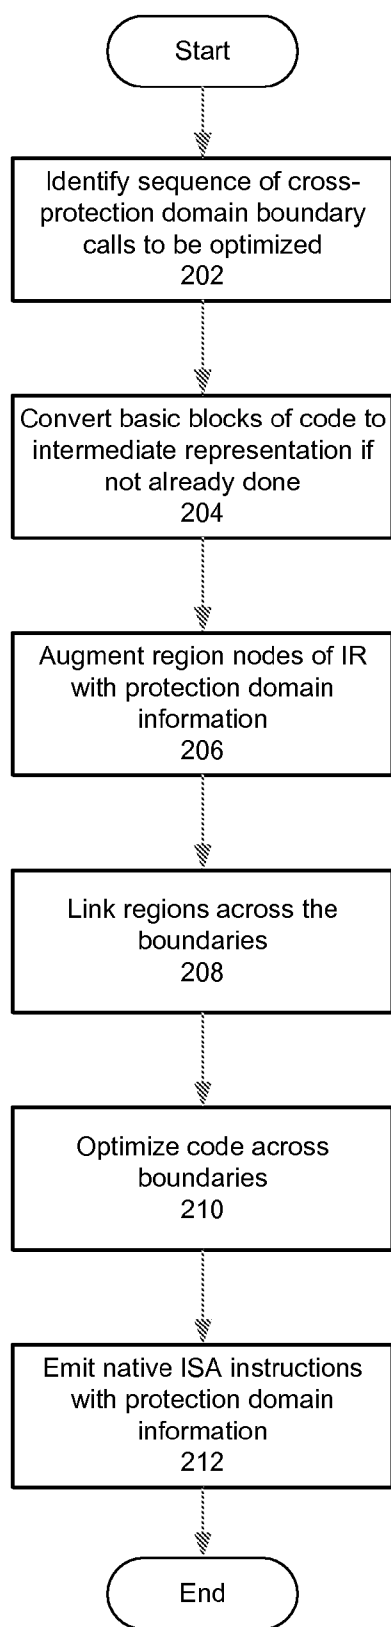 Start
Identify sequence of cross-
protection domain boundary
calls to be optimized
202
Convert basic blocks of code to
intermediate representation if
not already done
204
Augment region nodes of IR
with protection domain
information
206
Link regions across the
boundaries
208
Optimize code across
boundaries
210
Emit native ISA instructions
with protection domain
information
212
End